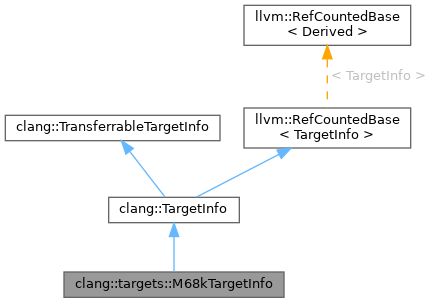 llvm::RefCountedBase
< Derived >
< TargetInfo >
llvm::RefCountedBase
< TargetInfo >
clang::TransferrableTargetInfo
clang::TargetInfo
clang::targets::M68kTargetInfo